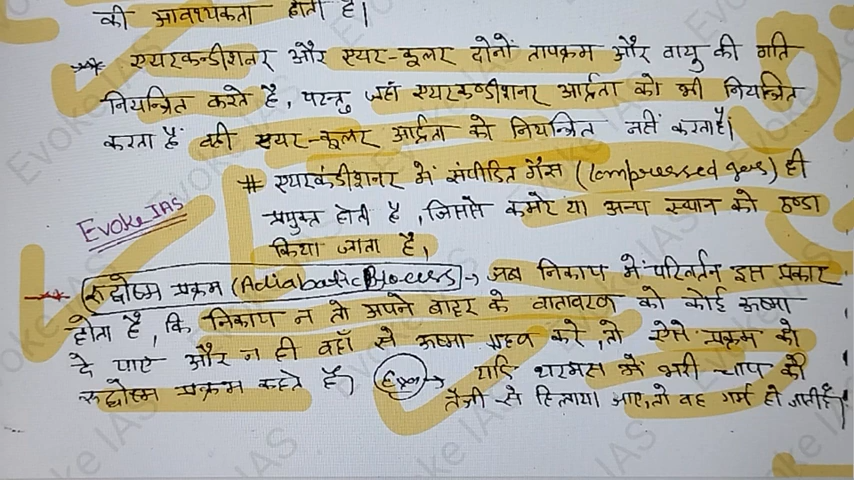 की आवश्यकता होती है।
एयरकन्डीशनर और एयर-कूलर दोनों तापक्रम और वायु की गति
नियन्त्रित करते है, परन्तु जहाँ एयरकण्डीशनर आर्द्रता को भी नियन्त्रित
करता है वही एयर-कूलर आर्द्रता को नियन्त्रित नहीं करता है।
# एयरकंडीशनर में संपीडित गैस (Compressed gas) ही
प्रयुक्त होती है, जिससे कमरे या अन्य स्थान को ठण्डा
किया जाता है,
Evoke IAS
रुद्धोष्म प्रक्रम (Adiabatic Process) → जब निकाय में परिवर्तन इस प्रकार
होता है, कि निकाय न तो अपने बाहर के वातावरण को कोई ऊष्मा
दे पाए और न ही वहाँ से ऊष्मा ग्रहण करे, तो ऐसे प्रक्रम को
रुद्धोष्म प्रक्रम कहते है। Exm → यदि थरमस में भरी चाय को
तेजी से हिलाया जाए, तो वह गर्म हो जाती है।